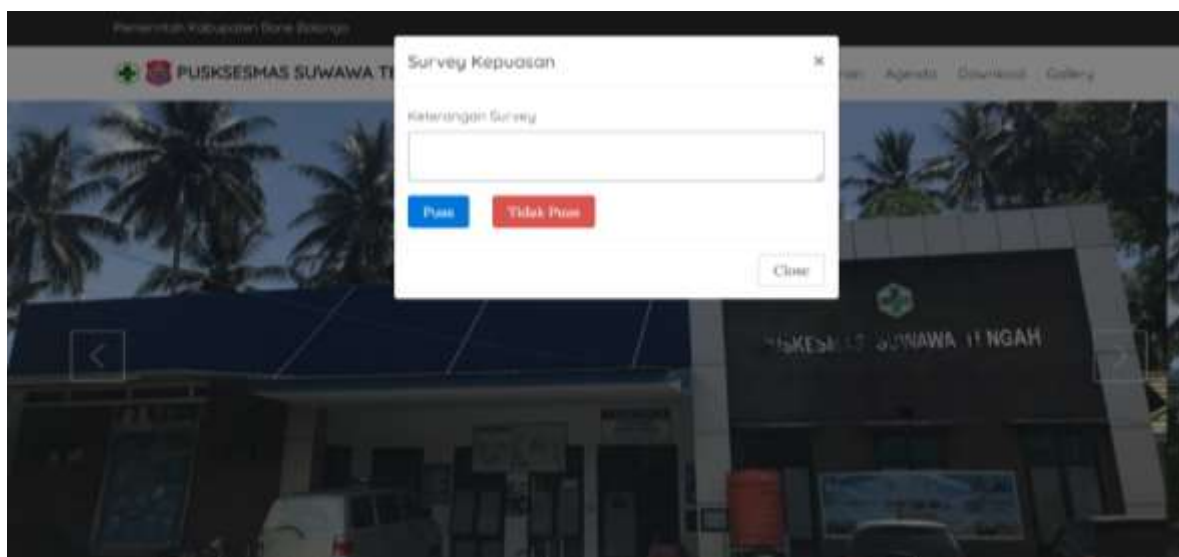 Pemerintah Kabupaten Bone Bolango
PUSKSESMAS SUWAWA TE
Agenda Download Gallery
Survey Kepuasan ×
Keterangan Survey
Puas Tidak Puas
Close
SUWAWA TENGAH